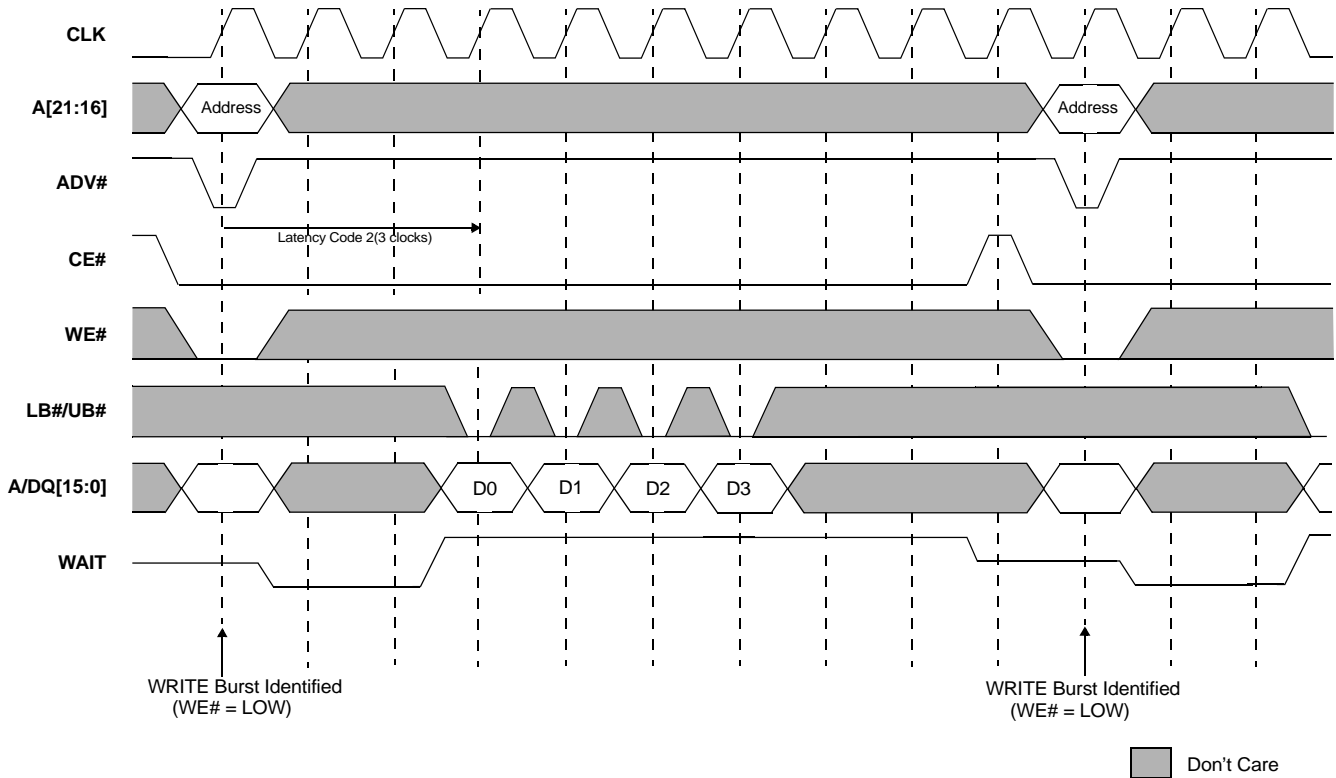 CLK
A[21:16]
Address
Address
ADV#
Latency Code 2(3 clocks)
CE#
WE#
LB#/UB#
A/DQ[15:0]
D0
D1
D2
D3
WAIT
WRITE Burst Identified
(WE# = LOW)
WRITE Burst Identified
(WE# = LOW)
Don't Care